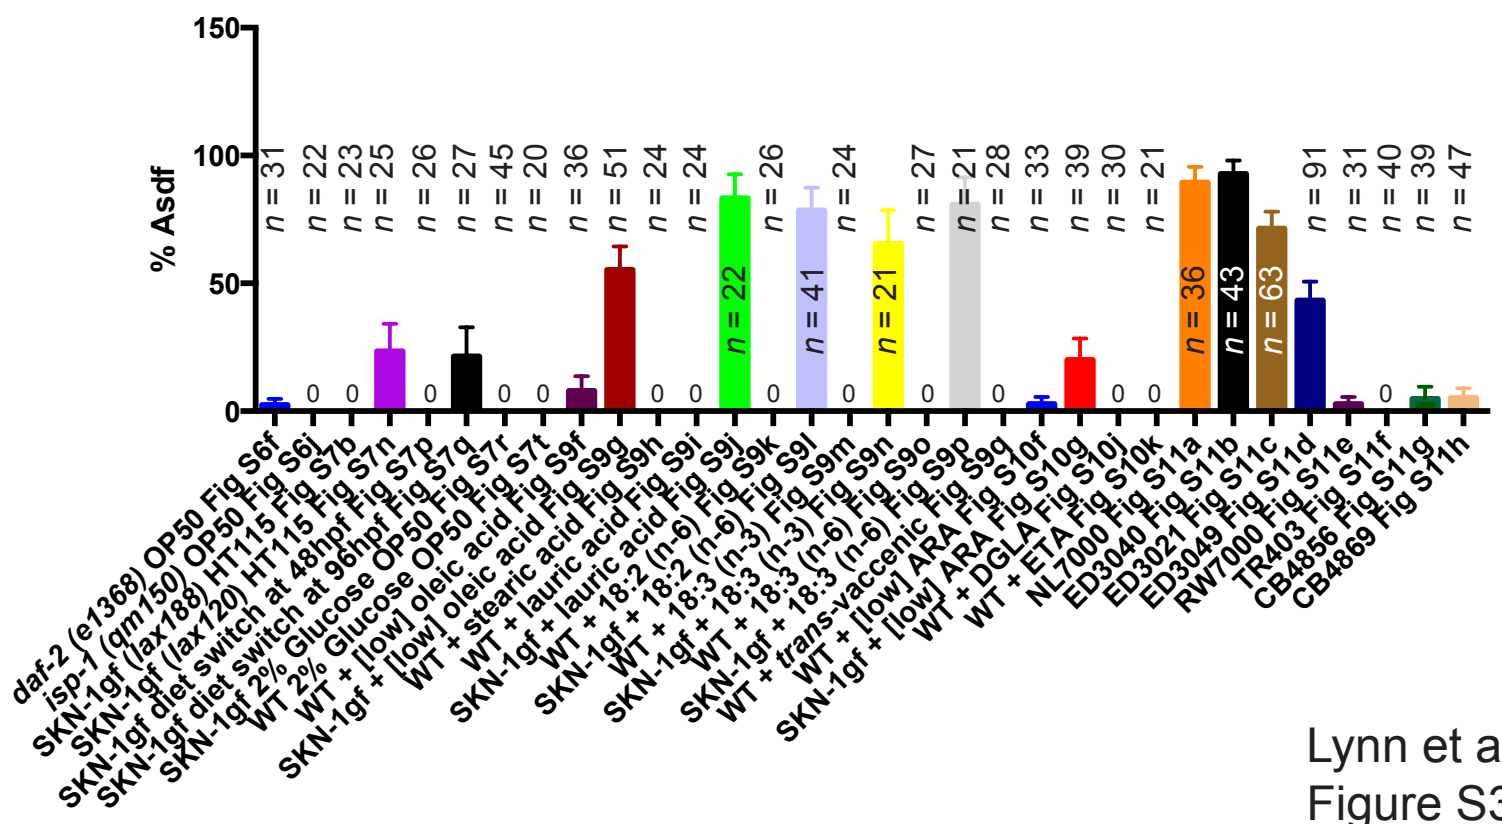 150
100
50
0
% Asdf
n = 31
n = 22
n = 23
n = 25
n = 26
n = 27
n = 45
n = 20
n = 36
n = 51
n = 24
n = 24
n = 22
n = 26
n = 41
n = 24
n = 21
n = 27
n = 21
n = 28
n = 33
n = 39
n = 30
n = 21
n = 36
n = 43
n = 63
n = 91
n = 31
n = 40
n = 39
n = 47
0
0
0
0
0
0
0
0
0
0
0
0
0
0
daf-2 (e1368) OP50 Fig S6f
isp-1 (qm150) OP50 Fig S6j
SKN-1gf (lax188) HT115 Fig S7b
SKN-1gf (lax120) HT115 Fig S7n
SKN-1gf diet switch at 48hpf Fig S7p
SKN-1gf diet switch at 96hpf Fig S7q
SKN-1gf 2% Glucose OP50 Fig S7r
WT 2% Glucose OP50 Fig S7t
WT + [low] oleic acid Fig S9f
SKN-1gf + [low] oleic acid Fig S9g
WT + stearic acid Fig S9h
WT + lauric acid Fig S9i
SKN-1gf + lauric acid Fig S9j
WT + 18:2 (n-6) Fig S9k
SKN-1gf + 18:2 (n-6) Fig S9l
WT + 18:3 (n-3) Fig S9m
SKN-1gf + 18:3 (n-3) Fig S9n
WT + 18:3 (n-6) Fig S9o
SKN-1gf + 18:3 (n-6) Fig S9p
WT + trans-vaccenic Fig S9q
WT + [low] ARA Fig S10f
SKN-1gf + [low] ARA Fig S10g
WT + DGLA Fig S10j
WT + ETA Fig S10k
NL7000 Fig S11a
ED3040 Fig S11b
ED3021 Fig S11c
ED3049 Fig S11d
RW7000 Fig S11e
TR403 Fig S11f
CB4856 Fig S11g
CB4869 Fig S11h
Lynn et a
Figure S3